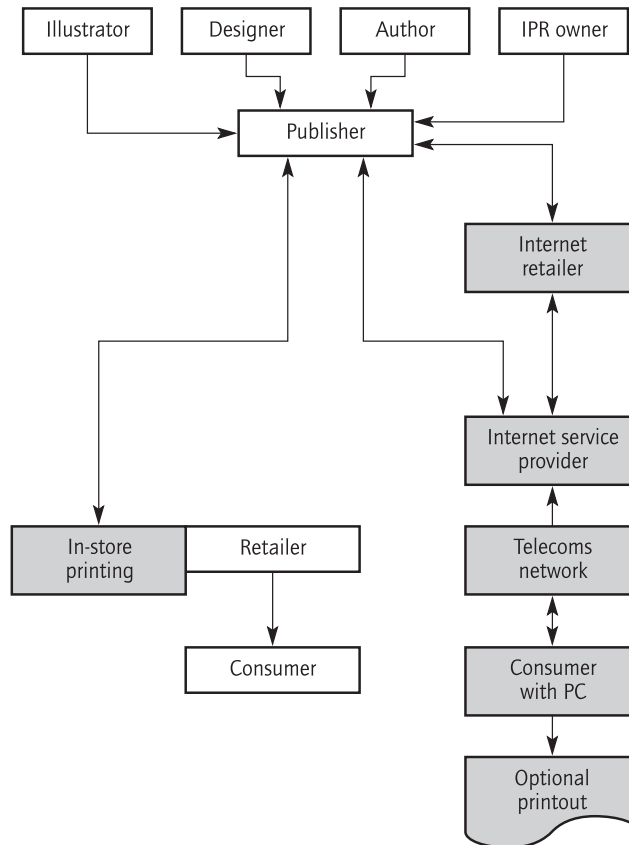 Illustrator
Designer
Author
IPR owner
Publisher
Internet
retailer
Internet service
provider
In-store
printing
Retailer
Telecoms
network
Consumer
Consumer
with PC
Optional
printout